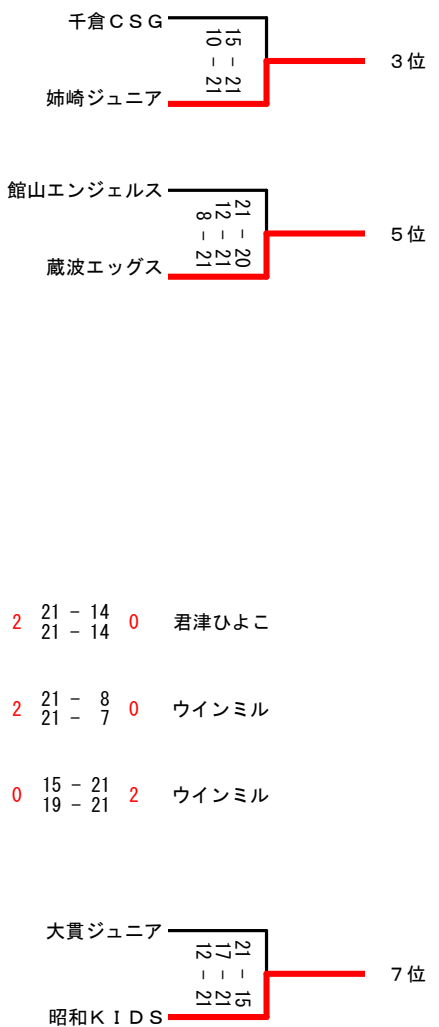 千倉ＣＳＧ
15 - 21
10 - 21
3位
姉崎ジュニア
館山エンジェルス
21 - 20
12 - 21
8 - 21
5位
蔵波エッグス
2 21 - 14 0 君津ひよこ
21 - 14
2 21 - 8 0 ウインミル
21 - 7
0 15 - 21 2 ウインミル
19 - 21
大貫ジュニア
21 - 15
17 - 21
12 - 21
7位
昭和ＫＩＤＳ